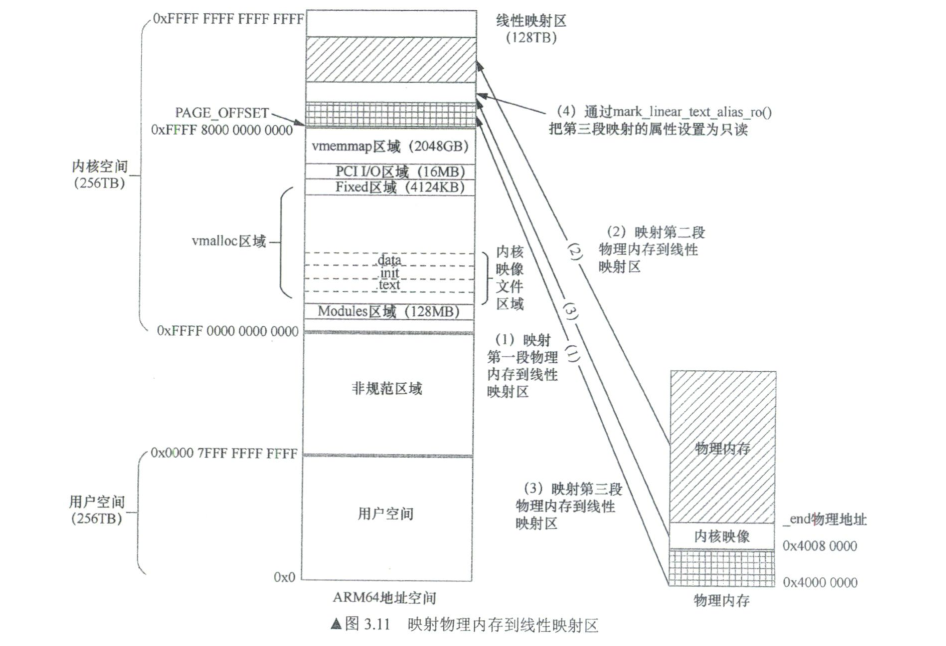 0xFFFF FFFF FFFF FFFF
线性映射区
(128TB)
PAGE_OFFSET
0xFFFF 8000 0000 0000
(4)通过mark_linear_text_alias_ro()
把第三段映射的属性设置为只读
vmemmap区域(2048GB)
PCI I/O区域(16MB)
Fixed区域(4124KB)
内核空间
(256TB)
vmalloc区域
.data
.init
.text
内核
映像
文件
区域
Modules区域(128MB)
0xFFFF 0000 0000 0000
(2)映射第二段
物理内存到线性
映射区
(2)
(3)
(1)
(1)映射
第一段物理
内存到线性
映射区
非规范区域
0x0000 7FFF FFFF FFFF
用户空间
(256TB)
用户空间
(3)映射第三段
物理内存到线性
映射区
物理内存
_end物理地址
内核映像
0x4008 0000
0x4000 0000
物理内存
0x0
ARM64地址空间
▲图 3.11 映射物理内存到线性映射区